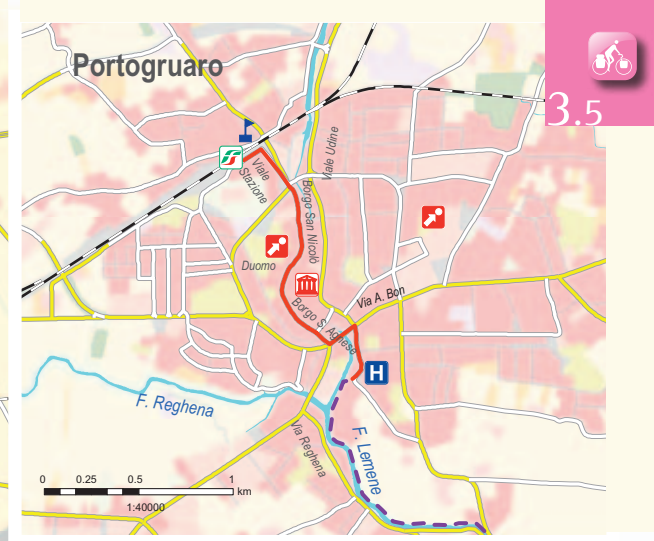 Portogruaro
3.5
Viale Udine
Viale
Stazione
Borgo San Nicolò
Duomo
Via A. Bon
Borgo S. Agnese
H
F. Reghena
Via Reghena
F. Lemene
0 0.25 0.5 1
km
1:40000